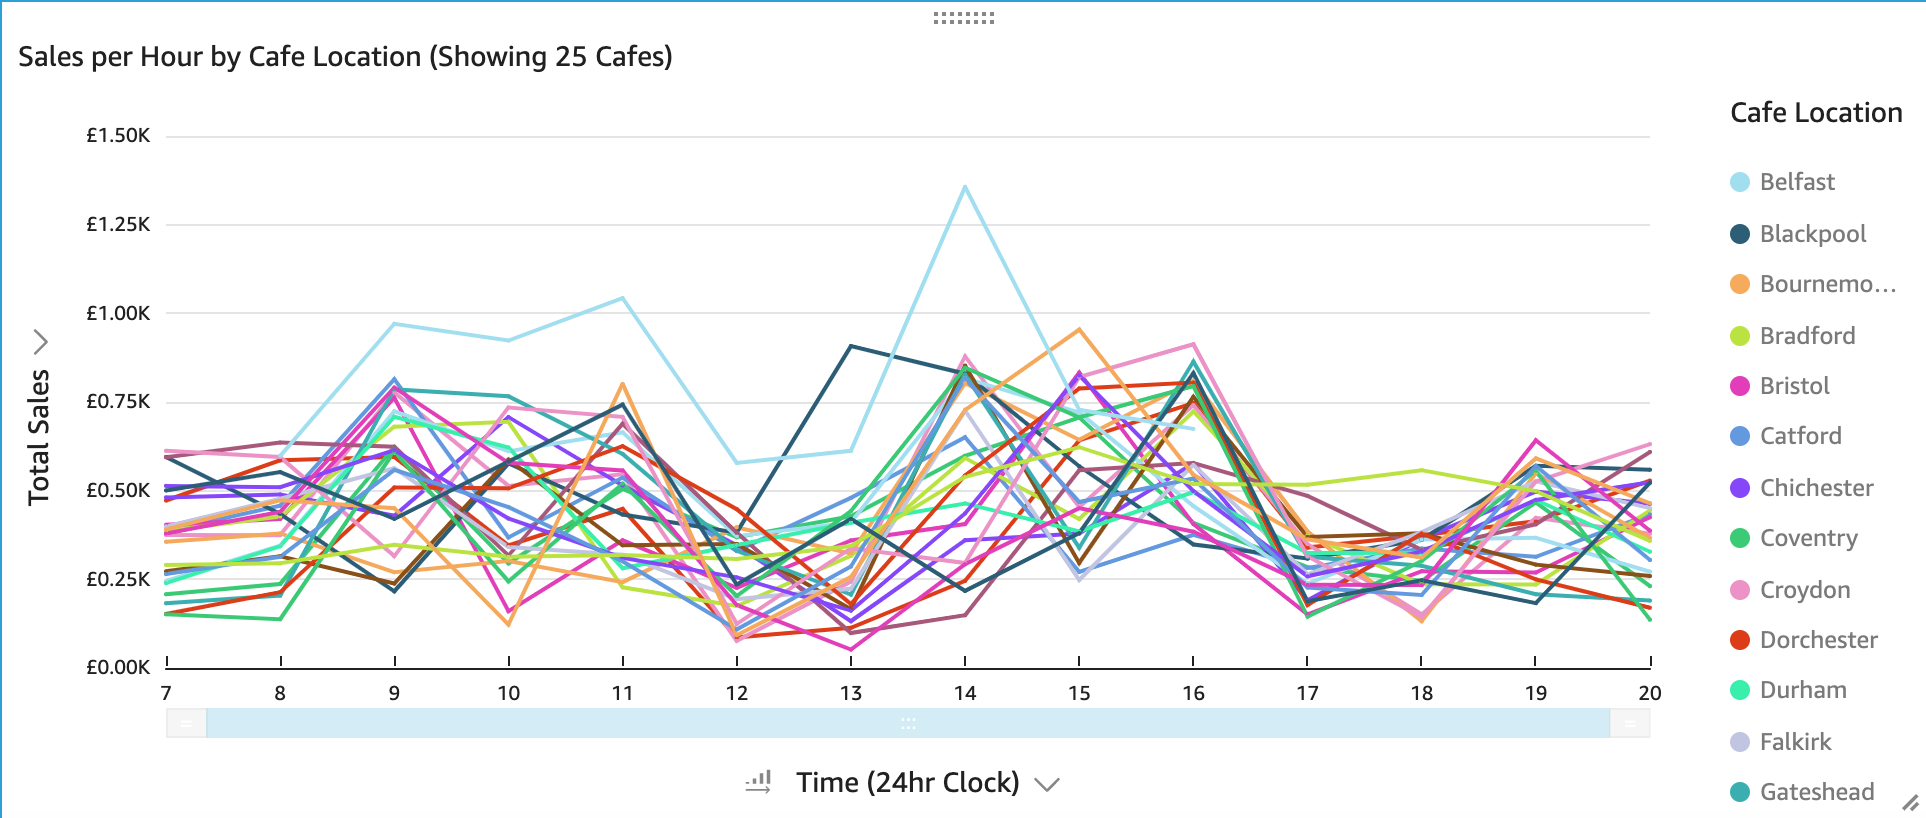 Sales per Hour by Cafe Location (Showing 25 Cafes)
£1.50K
£1.25K
£1.00K
£0.75K
£0.50K
£0.25K
£0.00K
Total Sales
7 8 9 10 11 12 13 14 15 16 17 18 19 20
Time (24hr Clock)
Cafe Location
Belfast
Blackpool
Bournemo...
Bradford
Bristol
Catford
Chichester
Coventry
Croydon
Dorchester
Durham
Falkirk
Gateshead